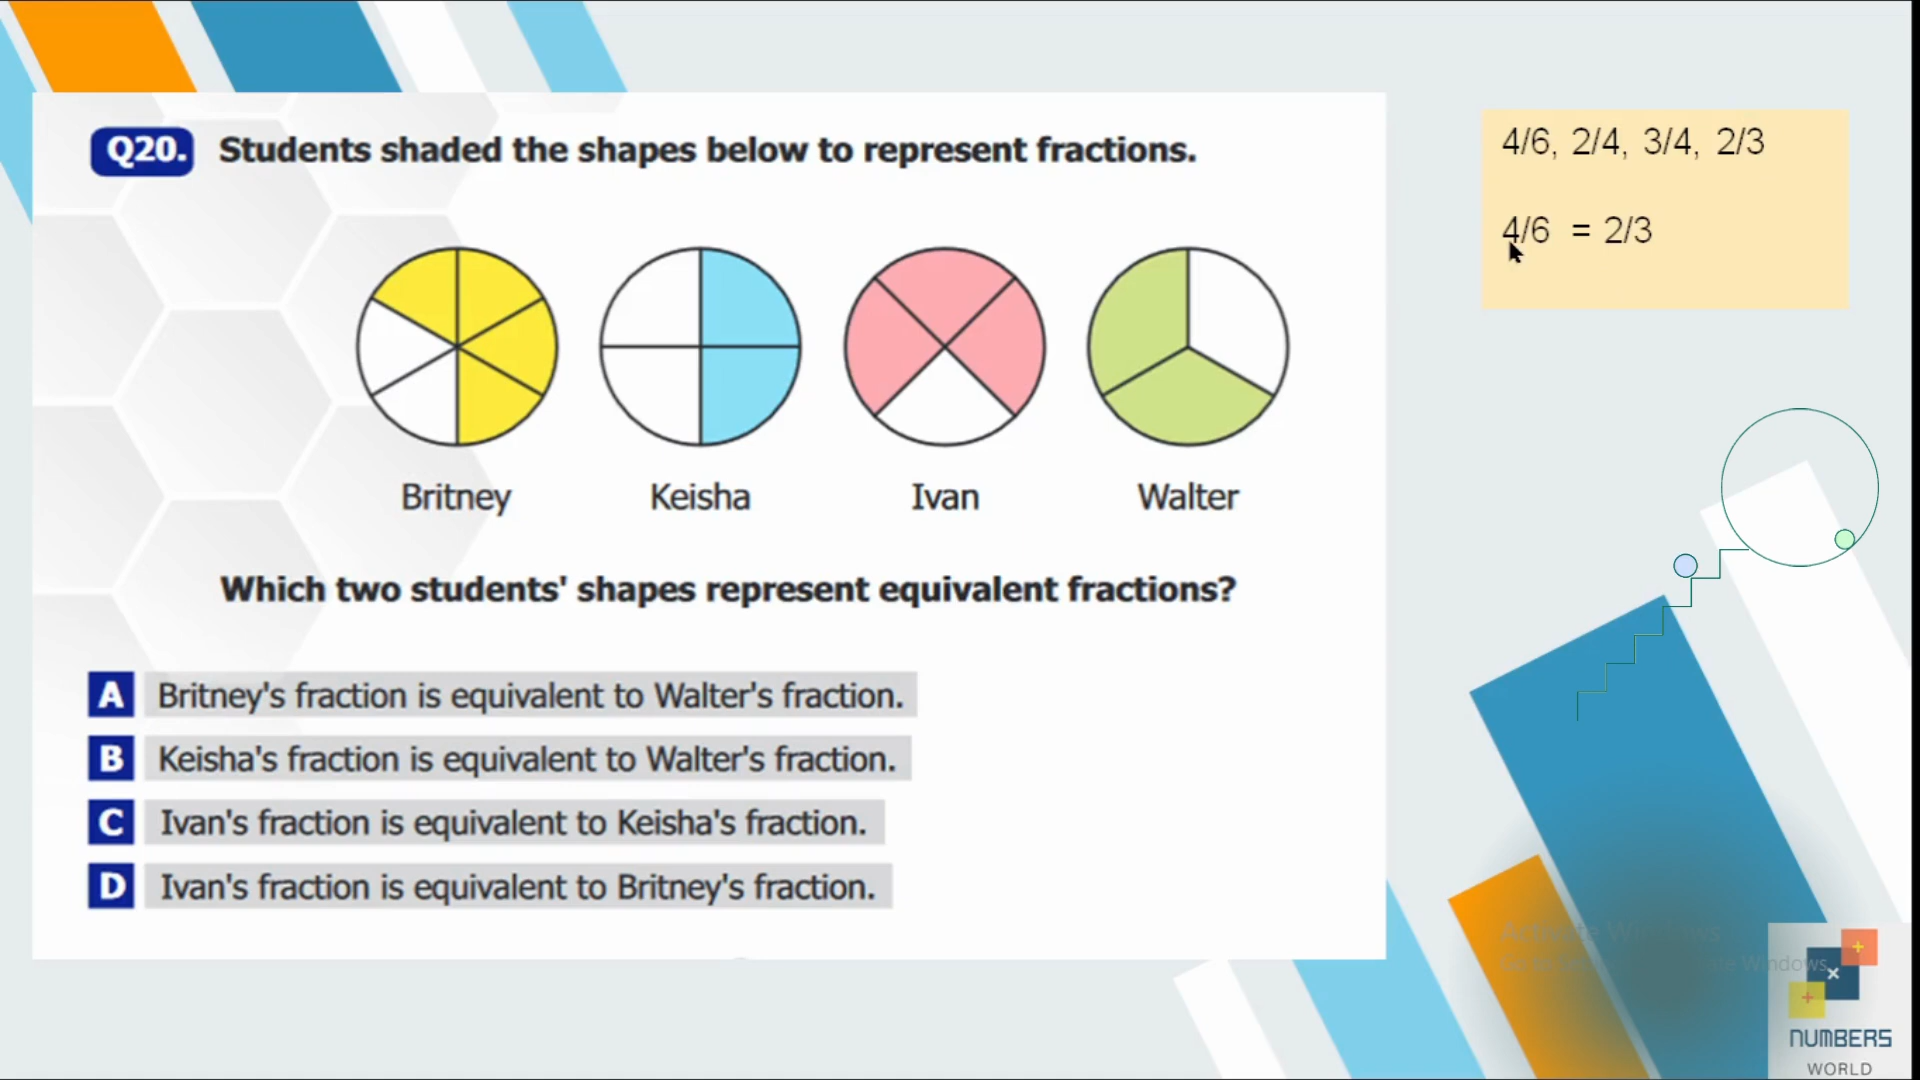 Q20. Students shaded the shapes below to represent fractions.
4/6, 2/4, 3/4, 2/3
4/6 = 2/3
Britney Keisha Ivan Walter
Which two students' shapes represent equivalent fractions?
A Britney's fraction is equivalent to Walter's fraction.
B Keisha's fraction is equivalent to Walter's fraction.
C Ivan's fraction is equivalent to Keisha's fraction.
D Ivan's fraction is equivalent to Britney's fraction.
Activate Windows
Windows.
+
×
+
NUMBERS
WORLD